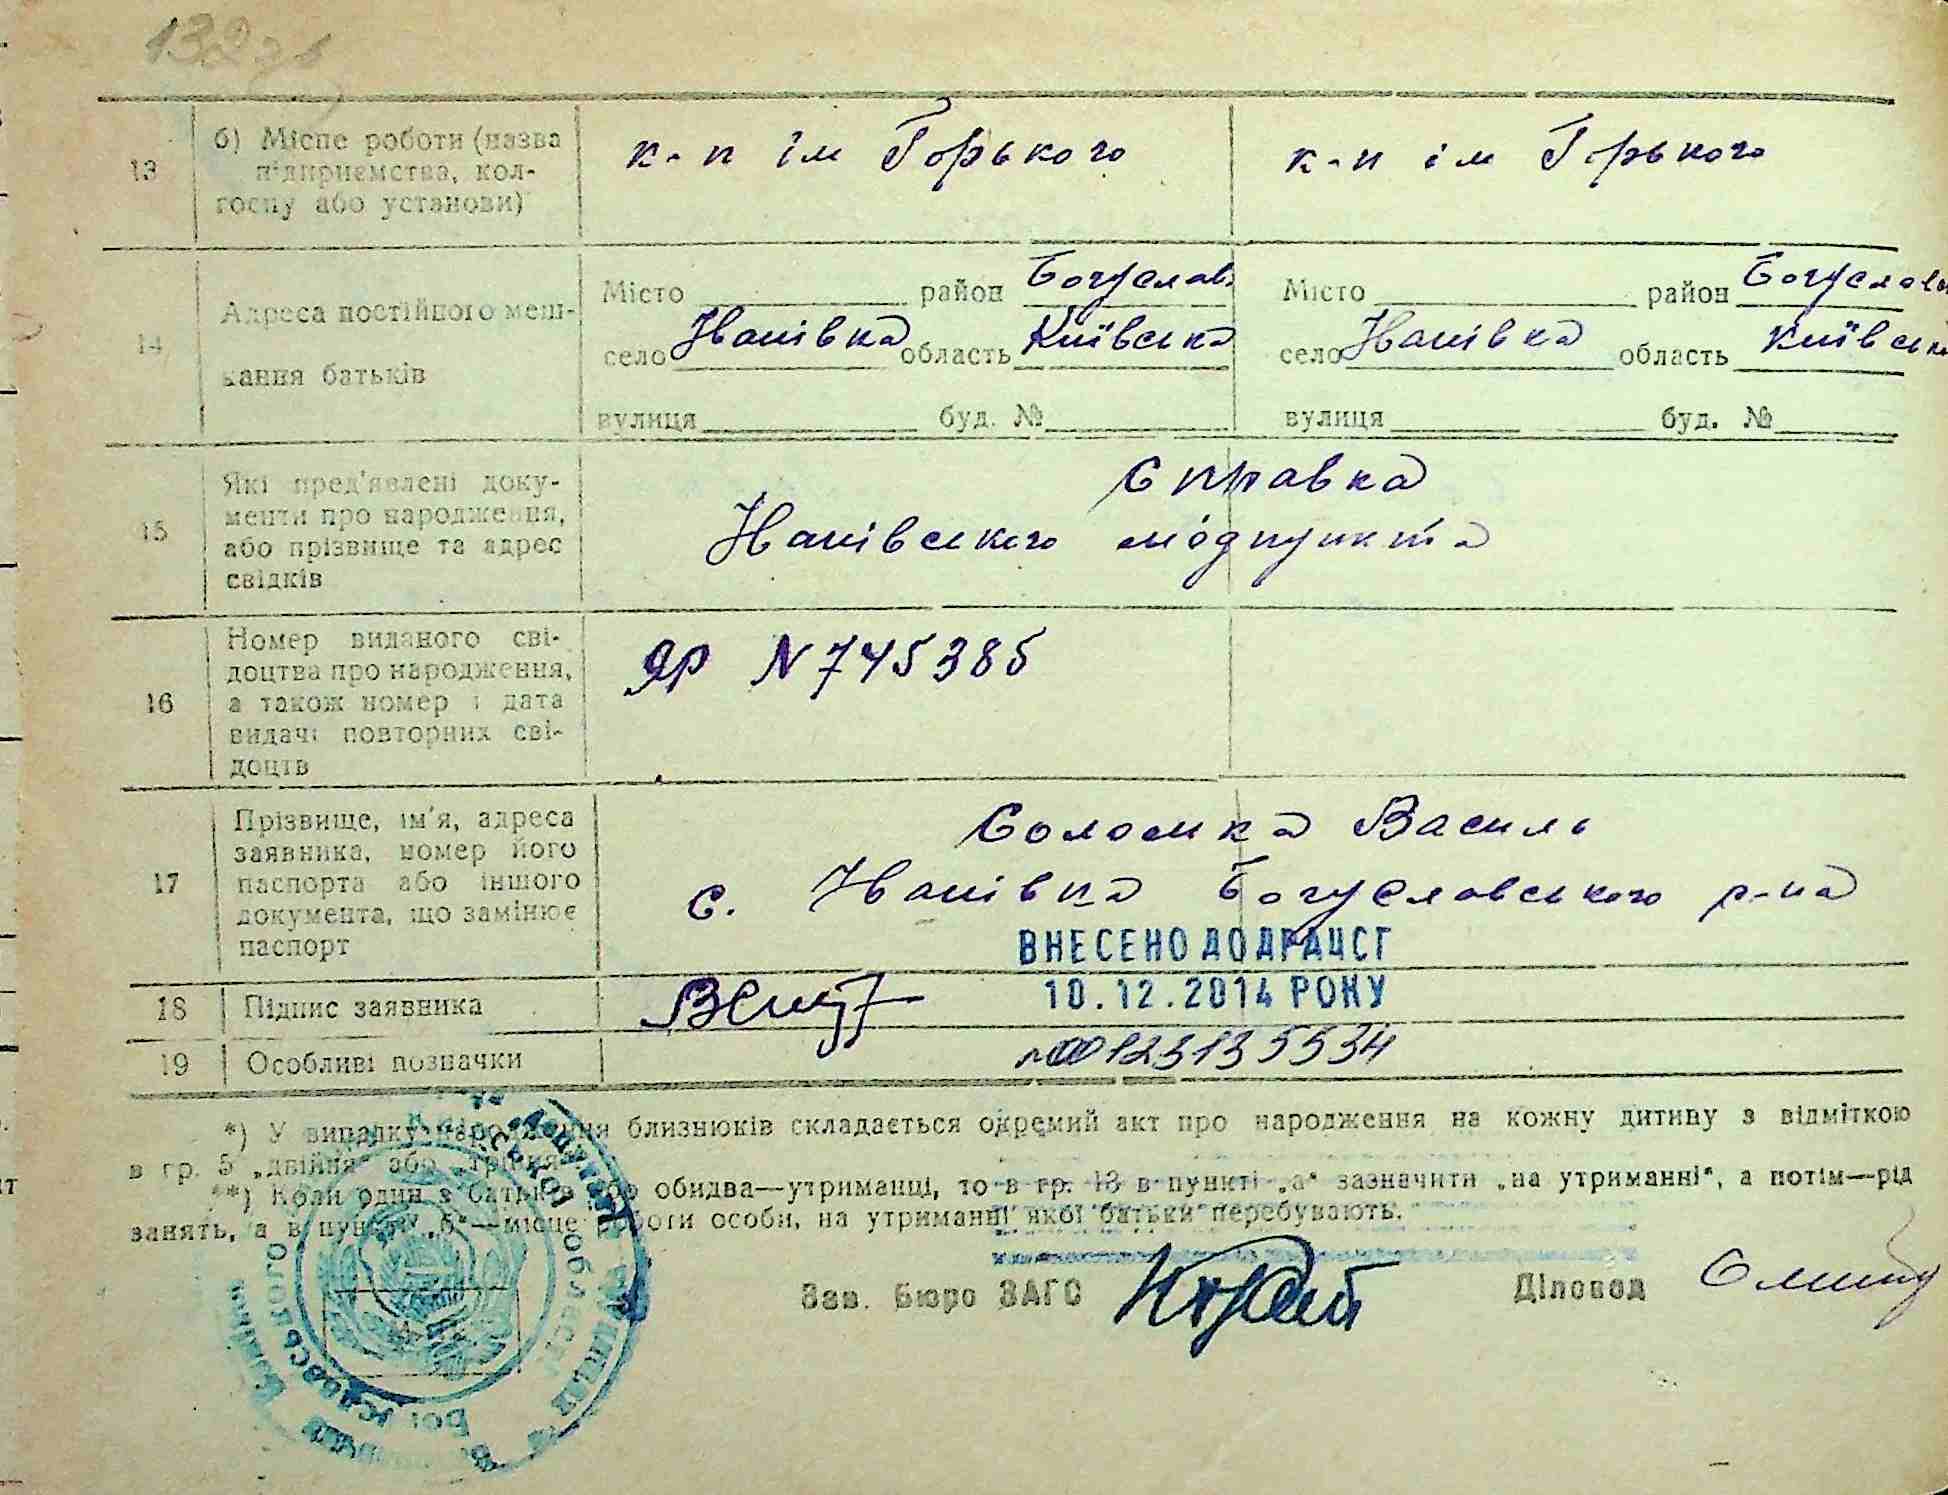 132
13
б) Місце роботи (назва підприємства, колгоспу або установи)
к-п ім Горького
к-п ім Горького
14
Адреса постійного мешкання батьків
Місто район Богуслав.
село область Київська
вулиця буд. №
Місто район Богуслав
село область Київськ
вулиця буд. №
15
Які пред'явлені документи про народження, або прізвище та адрес свідків
Справка
медпункта
16
Номер виданого свідоцтва про народження, а також номер і дата видачі повторних свідоцтв
ЯР N 745385
17
Прізвище, ім'я, адреса заявника, номер його паспорта або іншого документа, що замінює паспорт
Соломка Василь
с. Богуславського р-на
ВНЕСЕНО ДО ДРАЦСГ
10.12.2014 РОКУ
18
Підпис заявника
19
Особливі позначки
№00123135534
*) У випадку народження близнюків складається окремий акт про народження на кожну дитину з відміткою
в гр. 5 „двійня" або „трійня"
**) Коли один з батьків або обидва—утриманці, то в гр. 13 в пункті „а" зазначити „на утриманні", а потім—рід
занять, а в пункті „б"—місце роботи особи, на утриманні якої батьки перебувають.
Зав. Бюро ЗАГС
Діловод